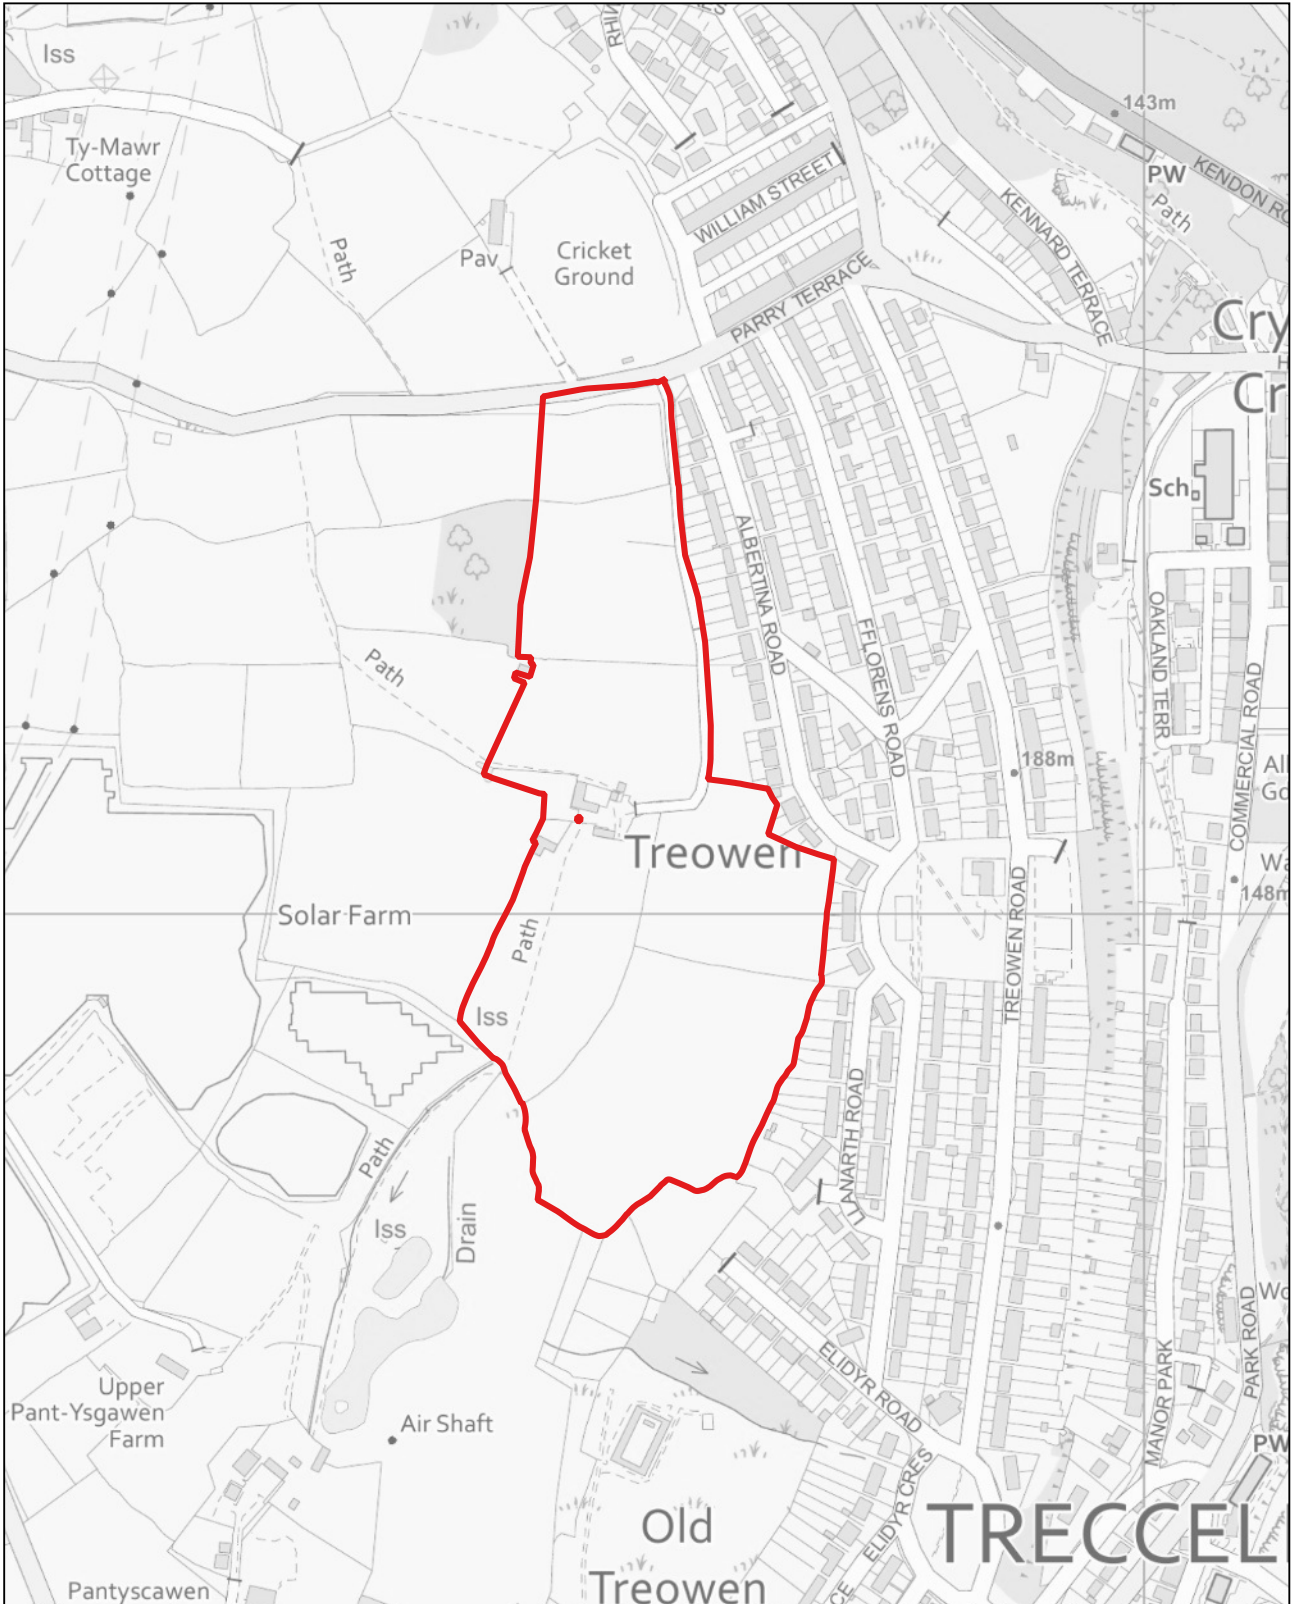 Iss
143m
Ty-Mawr
Cottage
PW
KENDON
Path
WILLIAM STREET
KENNARD TERRACE
Path
Pav
Cricket
Ground
PARRY TERRACE
Cry
Cr
Sch
ALBERTINA ROAD
OAKLAND TERR
FFLORENS ROAD
Path
COMMERCIAL ROAD
188m
All
Treowen
148m
TREOWEN ROAD
Solar Farm
Path
Iss
LLANARTH ROAD
Path
Iss
Drain
PARK ROAD
MANOR PARK
ELIDYR ROAD
Upper
Pant-Ysgawen
Farm
Air Shaft
PW
ELIDYR CRES
Old
Treowen
TRECCEL
Pantyscawen